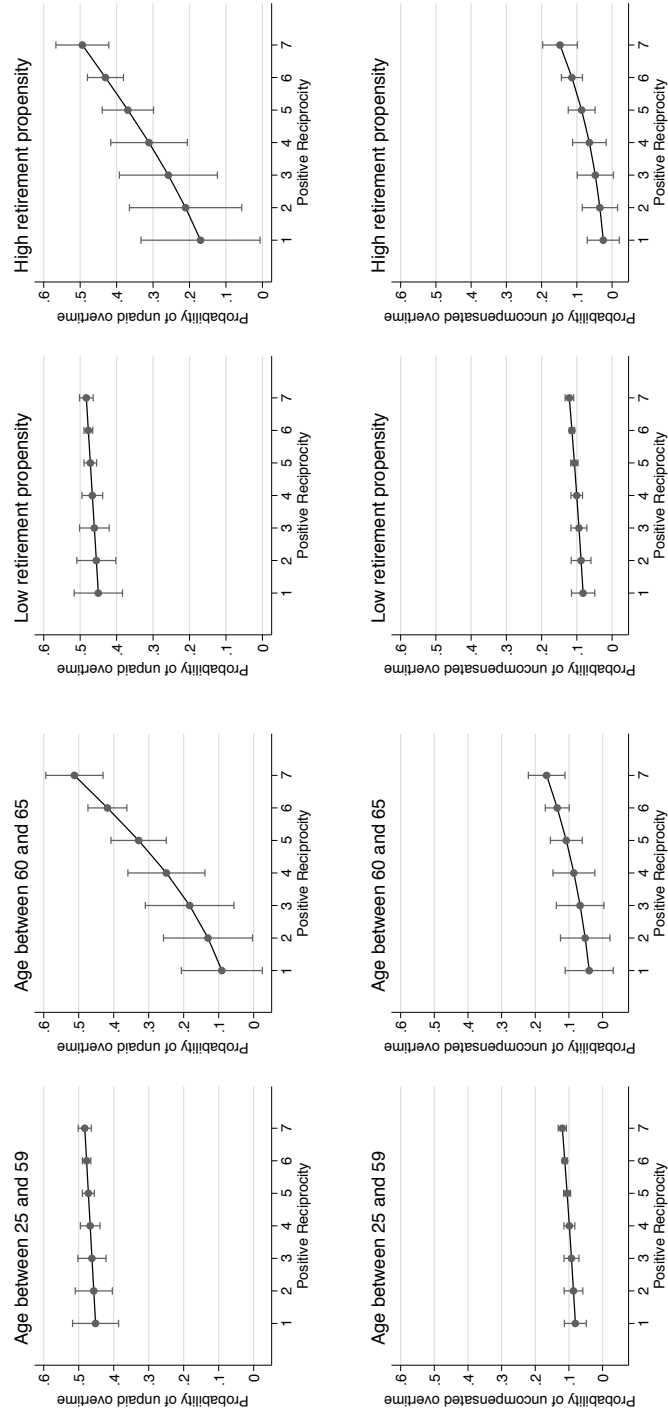 Age between 25 and 59
Probability of unpaid overtime
.6
.5
.4
.3
.2
.1
0
1 2 3 4 5 6 7
Positive Reciprocity
Age between 60 and 65
Probability of unpaid overtime
.6
.5
.4
.3
.2
.1
0
1 2 3 4 5 6 7
Positive Reciprocity
Low retirement propensity
Probability of unpaid overtime
.6
.5
.4
.3
.2
.1
0
1 2 3 4 5 6 7
Positive Reciprocity
High retirement propensity
Probability of unpaid overtime
.6
.5
.4
.3
.2
.1
0
1 2 3 4 5 6 7
Positive Reciprocity
Age between 25 and 59
Probability of uncompensated overtime
.6
.5
.4
.3
.2
.1
0
1 2 3 4 5 6 7
Positive Reciprocity
Age between 60 and 65
Probability of uncompensated overtime
.6
.5
.4
.3
.2
.1
0
1 2 3 4 5 6 7
Positive Reciprocity
Low retirement propensity
Probability of uncompensated overtime
.6
.5
.4
.3
.2
.1
0
1 2 3 4 5 6 7
Positive Reciprocity
High retirement propensity
Probability of uncompensated overtime
.6
.5
.4
.3
.2
.1
0
1 2 3 4 5 6 7
Positive Reciprocity